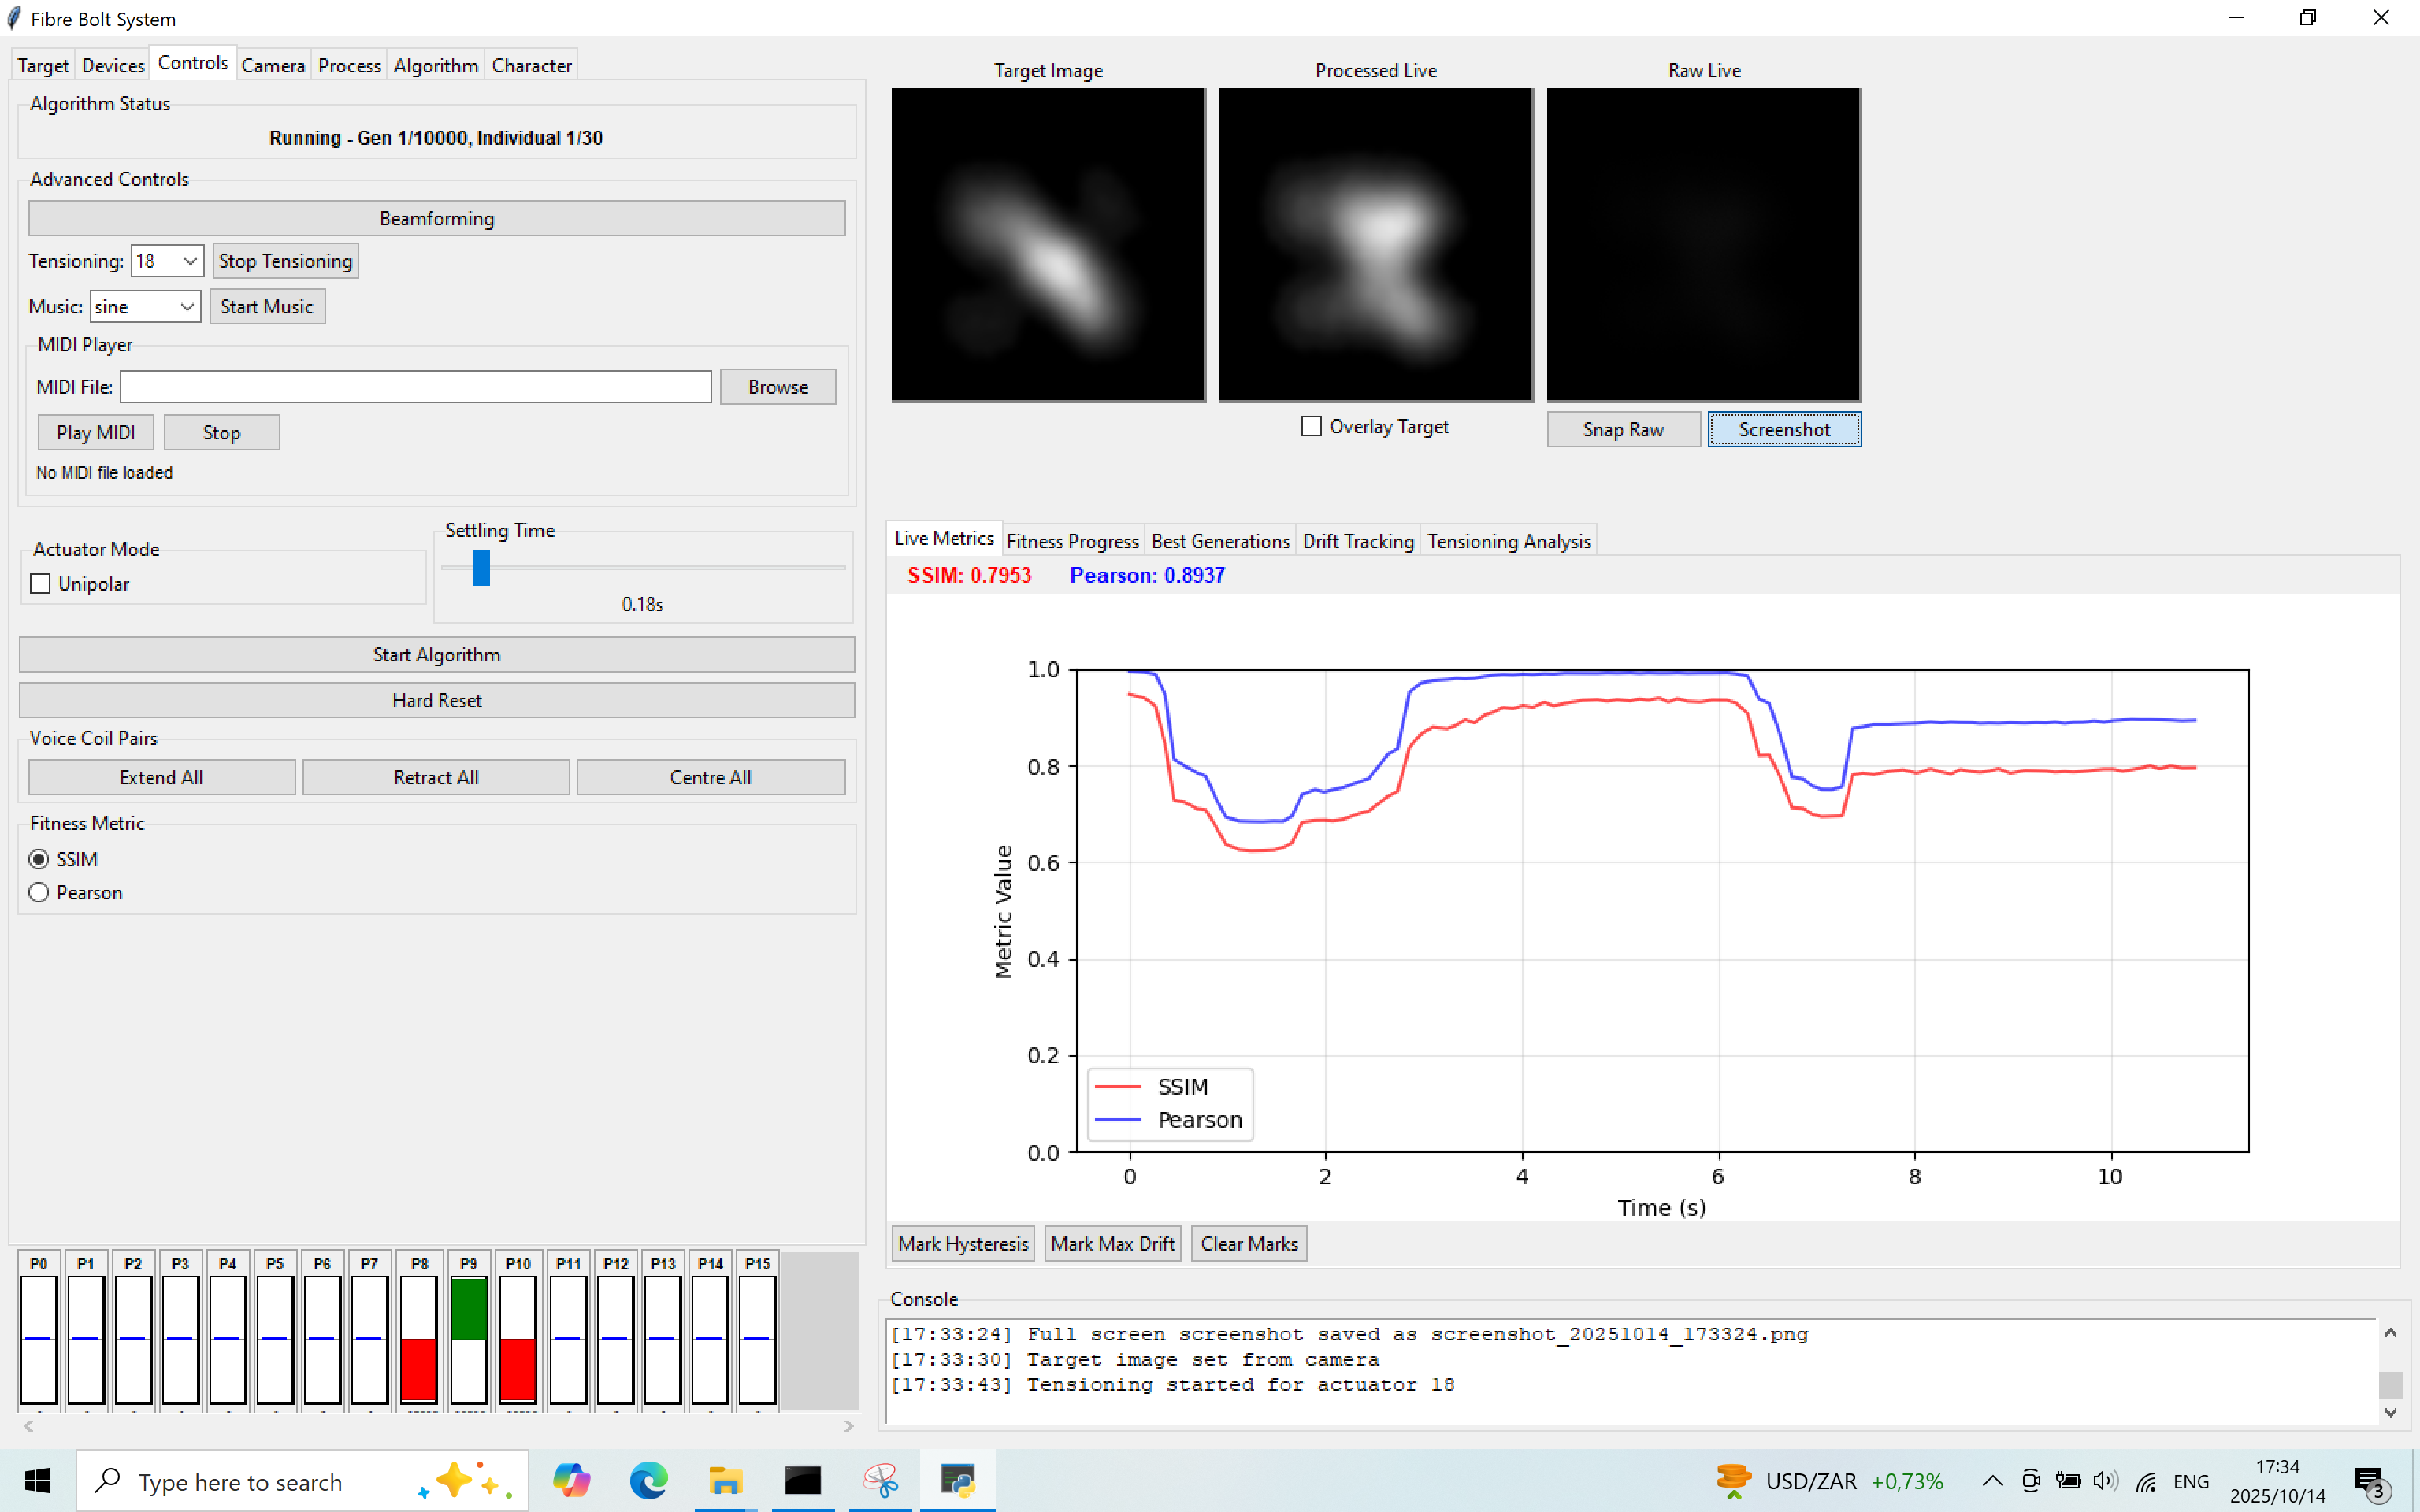 Fibre Bolt System
Target Devices Controls Camera Process Algorithm Character
Algorithm Status
Running - Gen 1/10000, Individual 1/30
Advanced Controls
Beamforming
Tensioning: 18 Stop Tensioning
Music: sine Start Music
MIDI Player
MIDI File: Browse
Play MIDI Stop
No MIDI file loaded
Actuator Mode
Unipolar
Settling Time
0.18s
Start Algorithm
Hard Reset
Voice Coil Pairs
Extend All Retract All Centre All
Fitness Metric
SSIM
Pearson
P0 P1 P2 P3 P4 P5 P6 P7 P8 P9 P10 P11 P12 P13 P14 P15
Target Image Processed Live Raw Live
Overlay Target Snap Raw Screenshot
Live Metrics Fitness Progress Best Generations Drift Tracking Tensioning Analysis
SSIM: 0.7953 Pearson: 0.8937
1.0
0.8
0.6
0.4
0.2
0.0
Metric Value
SSIM
Pearson
0 2 4 6 8 10
Time (s)
Mark Hysteresis Mark Max Drift Clear Marks
Console
[17:33:24] Full screen screenshot saved as screenshot_20251014_173324.png
[17:33:30] Target image set from camera
[17:33:43] Tensioning started for actuator 18
Type here to search
USD/ZAR +0,73%
ENG
17:34
2025/10/14
3